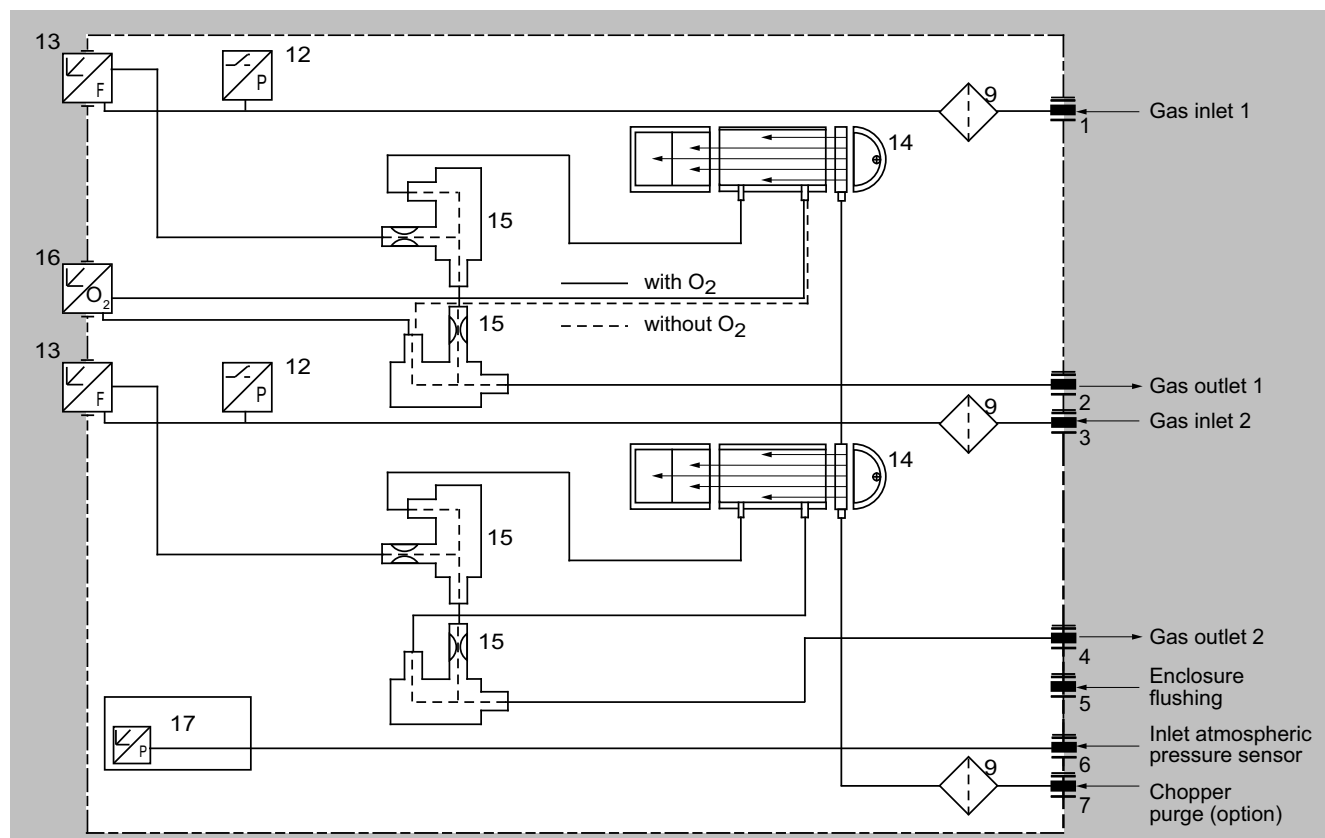 13
F
12
P
9
1
Gas inlet 1
14
15
16
O2
with O2
without O2
15
13
F
12
P
2
Gas outlet 1
9
3
Gas inlet 2
14
15
15
4
Gas outlet 2
5
Enclosure
flushing
17
P
6
Inlet atmospheric
pressure sensor
9
7
Chopper
purge (option)